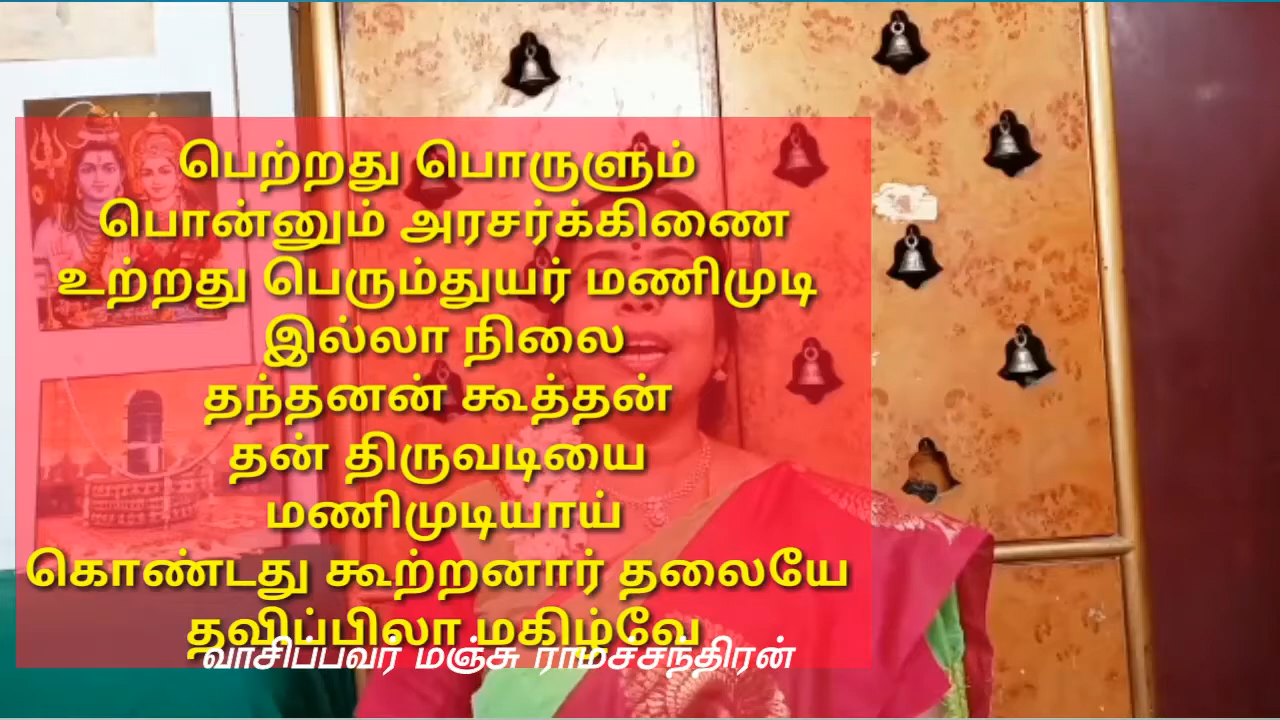 பெற்றது பொருளும்
பொன்னும் அரசர்க்கிணை
உற்றது பெரும்துயர் மணிமுடி
இல்லா நிலை
தந்தனன் கூத்தன்
தன் திருவடியை
மணிமுடியாய்
கொண்டது கூற்றனார் தலையே
தவிப்பிலா மகிழ்வே
வாசிப்பவர் மஞ்சு ராமச்சந்திரன்